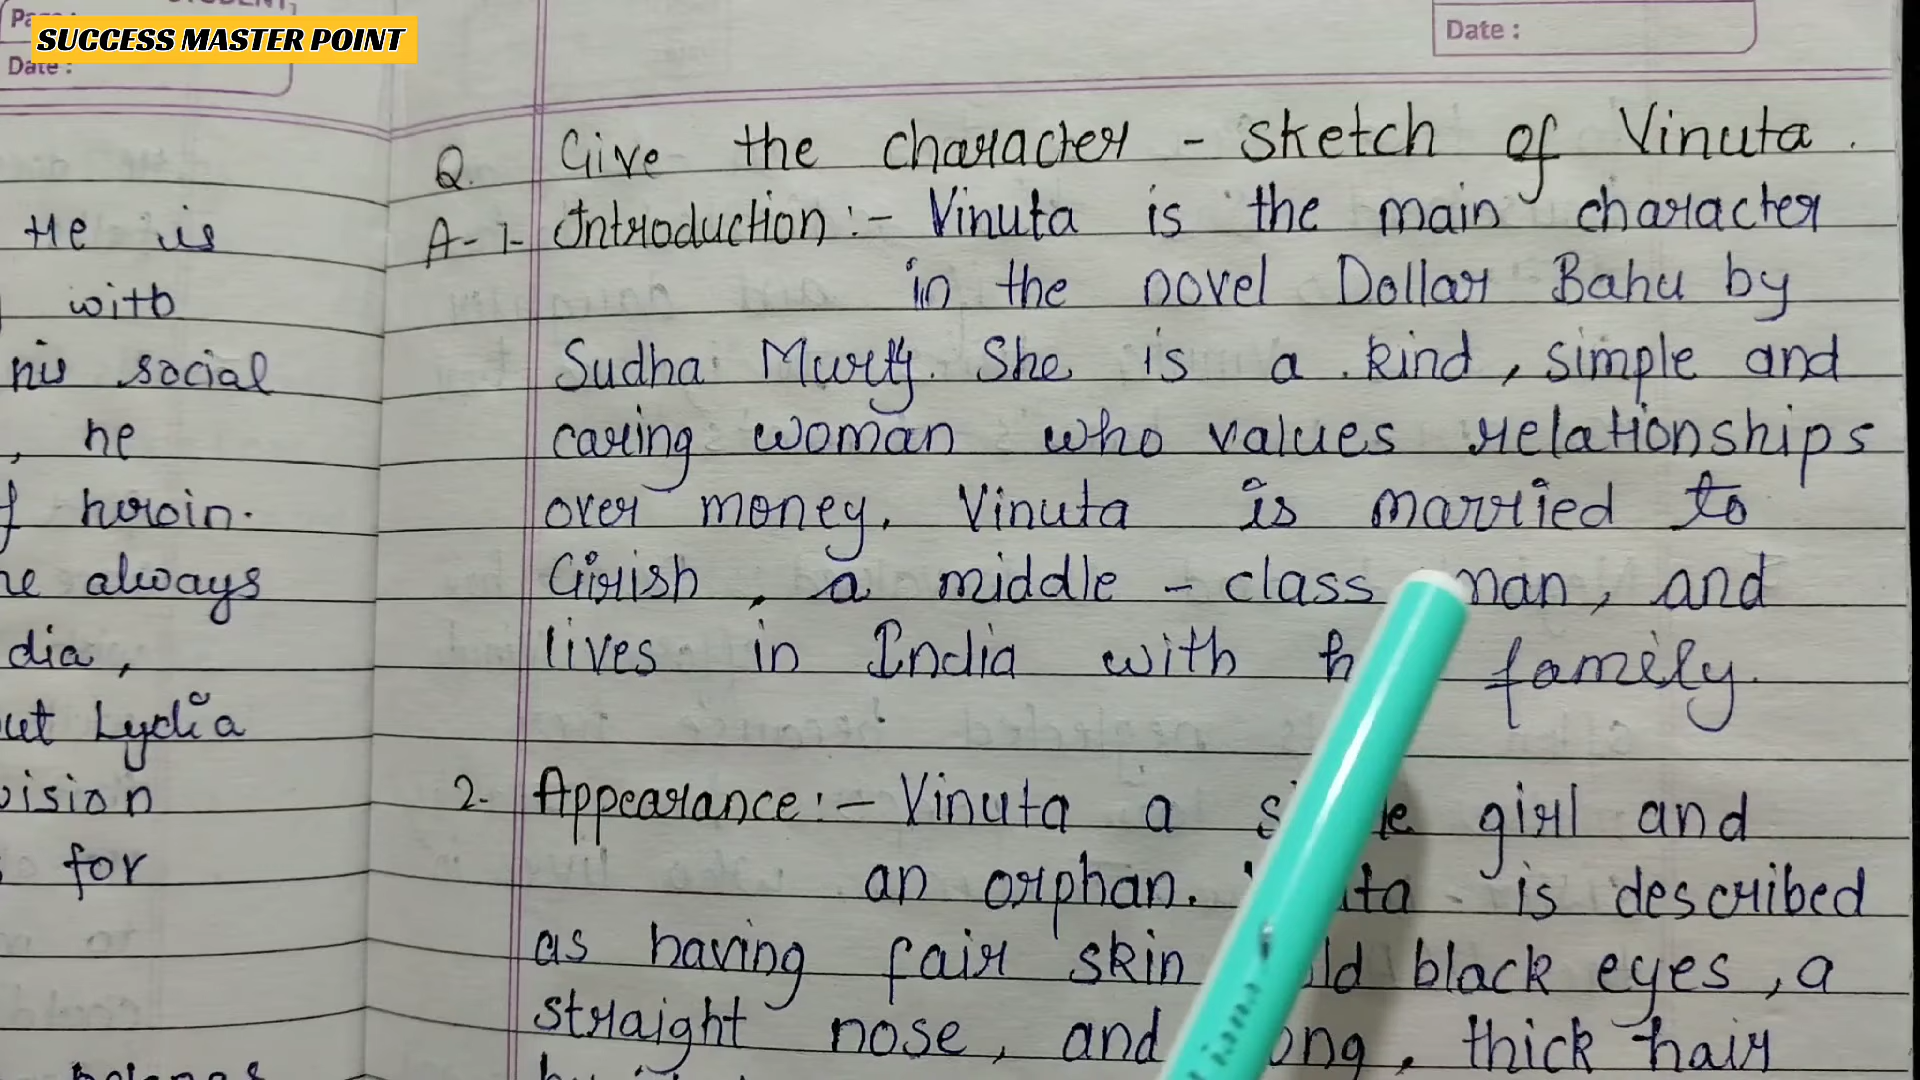 SUCCESS MASTER POINT
Date :
He is
with
his social
, he
heroin.
always
dia,
Lydia
vision
for
Date :
Q. Give the character - sketch of Vinuta.
A-1- Introduction :- Vinuta is the main character
in the novel Dollar Bahu by
Sudha Murty. She is a kind, simple and
caring woman who values relationships
over money. Vinuta is married to
Girish, a middle - class man, and
lives in India with family.
2. Appearance :- Vinuta a girl and
an orphan. is described
as having fair skin black eyes, a
straight nose, and thick hair